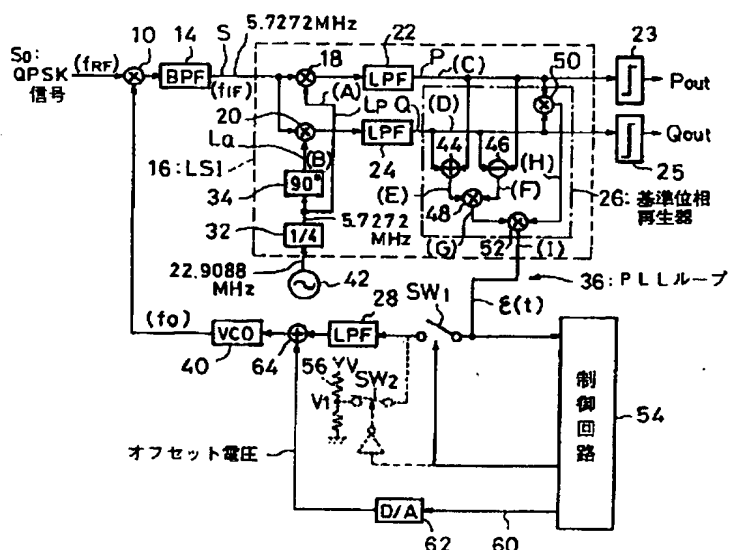 So:
QPSK
信号
(fRF)
10
14
BPF
S
5.7272MHz
(fIF)
18
22
LPF
P
(C)
23
Pout
50
(A)
Lp
Q
(D)
20
LPF
24
44
46
(H)
25
Qout
LQ
(B)
16:LSI
34
90°
(E)
(F)
48
26: 基準位相
再生器
32
1/4
5.7272
MHz
(G)
52
(I)
22.9088
MHz
42
36: PLLループ
SW1
ε(t)
(fo)
28
VCO
LPF
40
64
56
V
V1
SW2
制御回路
54
オフセット電圧
D/A
62
60